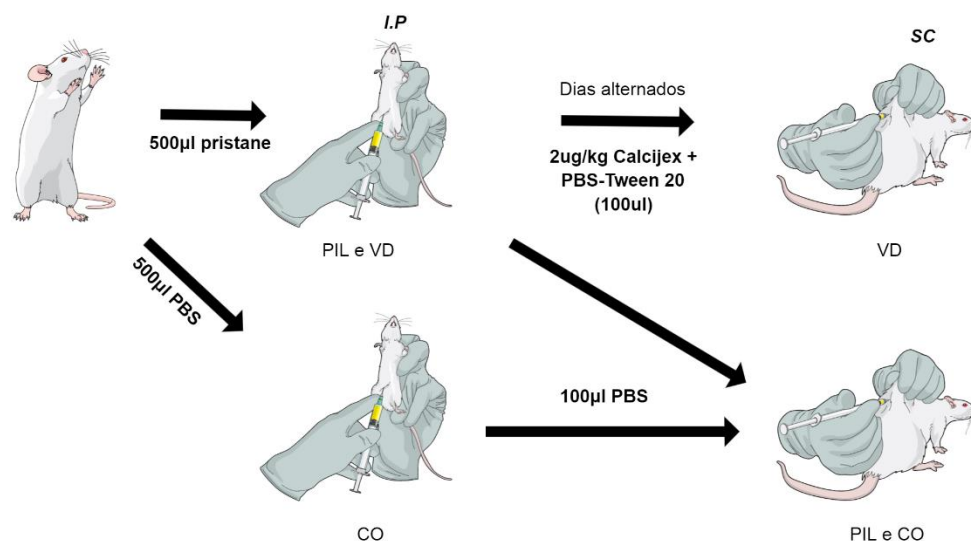 I.P
SC
500µl pristane
Dias alternados
2ug/kg Calcijex +
PBS-Tween 20
(100ul)
PIL e VD
VD
500µl PBS
100µl PBS
CO
PIL e CO